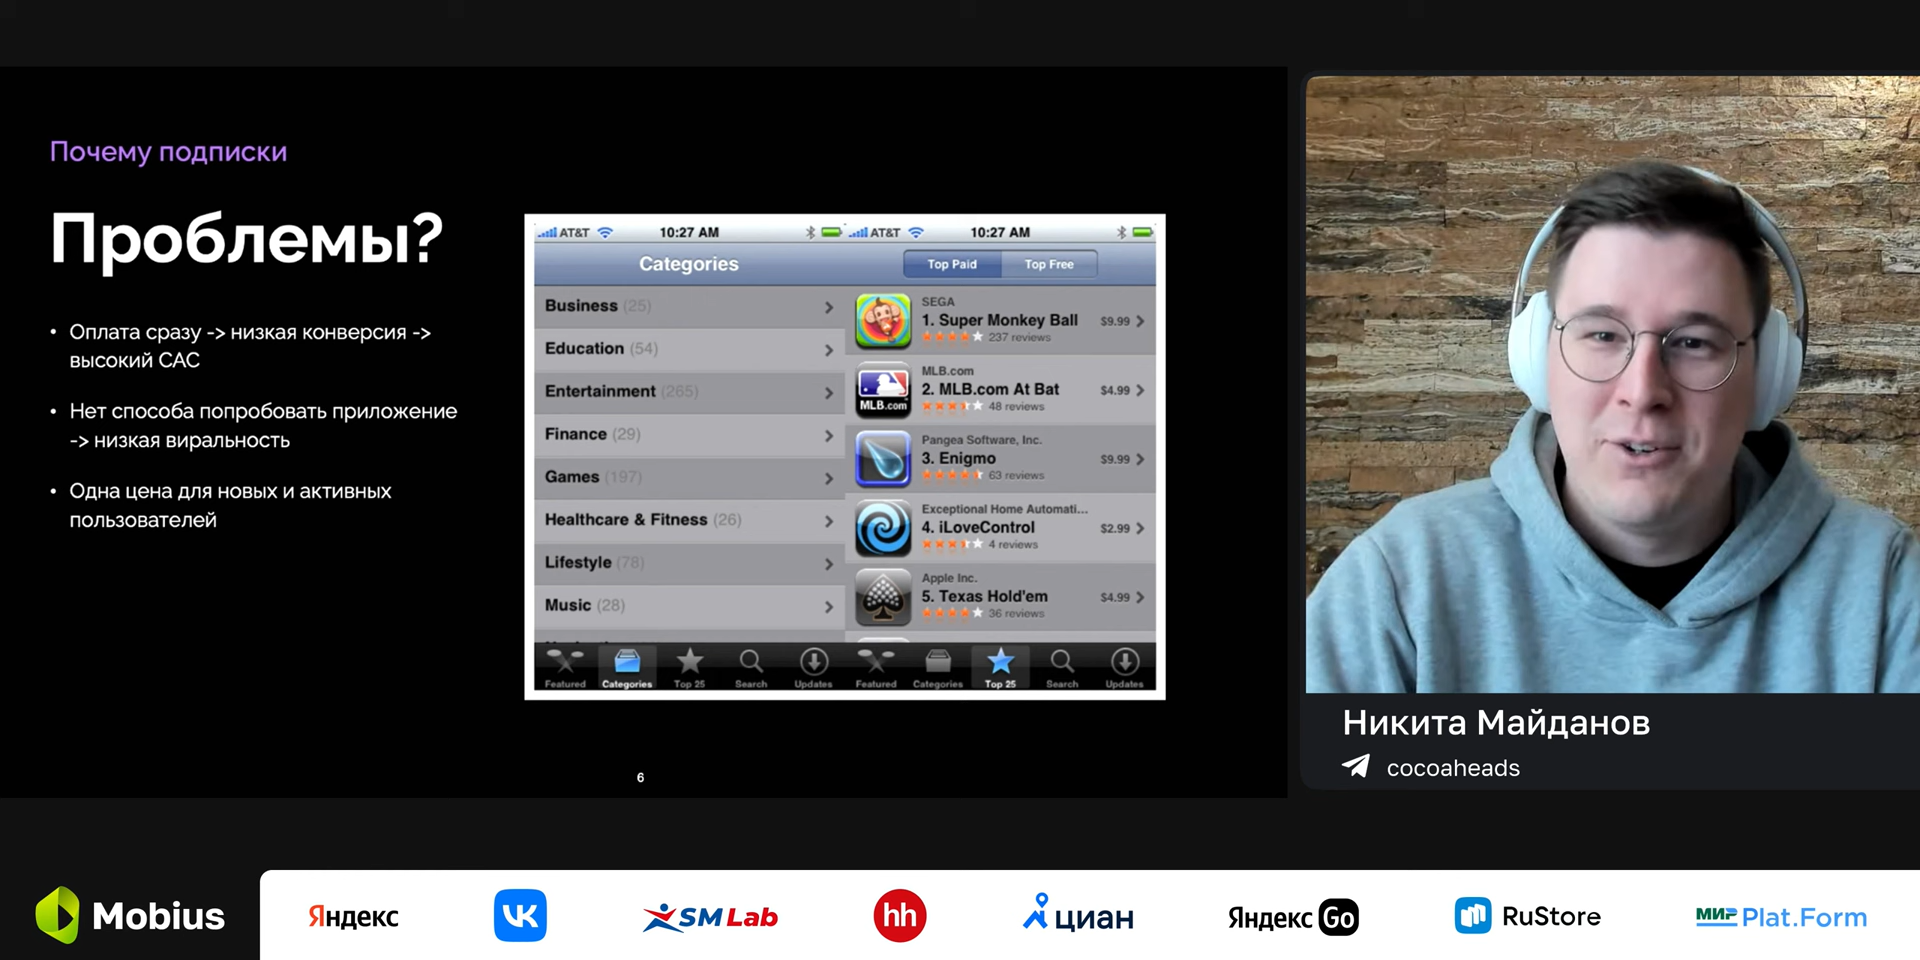 Почему подписки
Проблемы?
• Оплата сразу -> низкая конверсия ->
высокий CAC
• Нет способа попробовать приложение
-> низкая виральность
• Одна цена для новых и активных
пользователей
AT&T 10:27 AM
Categories
Business (25)
Education (54)
Entertainment (265)
Finance (29)
Games (197)
Healthcare & Fitness (26)
Lifestyle (78)
Music (28)
Featured Categories Top 25 Search Updates
AT&T 10:27 AM
Top Paid Top Free
SEGA
1. Super Monkey Ball $9.99
237 reviews
MLB.com
MLB.com
2. MLB.com At Bat $4.99
48 reviews
Pangea Software, Inc.
3. Enigmo $9.99
63 reviews
Exceptional Home Automati...
4. iLoveControl $2.99
4 reviews
Apple Inc.
5. Texas Hold'em $4.99
36 reviews
Featured Categories Top 25 Search Updates
6
Никита Майданов
cocoaheads
Mobius
Яндекс
VK
SM Lab
hh
циан
Яндекс Go
RuStore
МИР Plat.Form